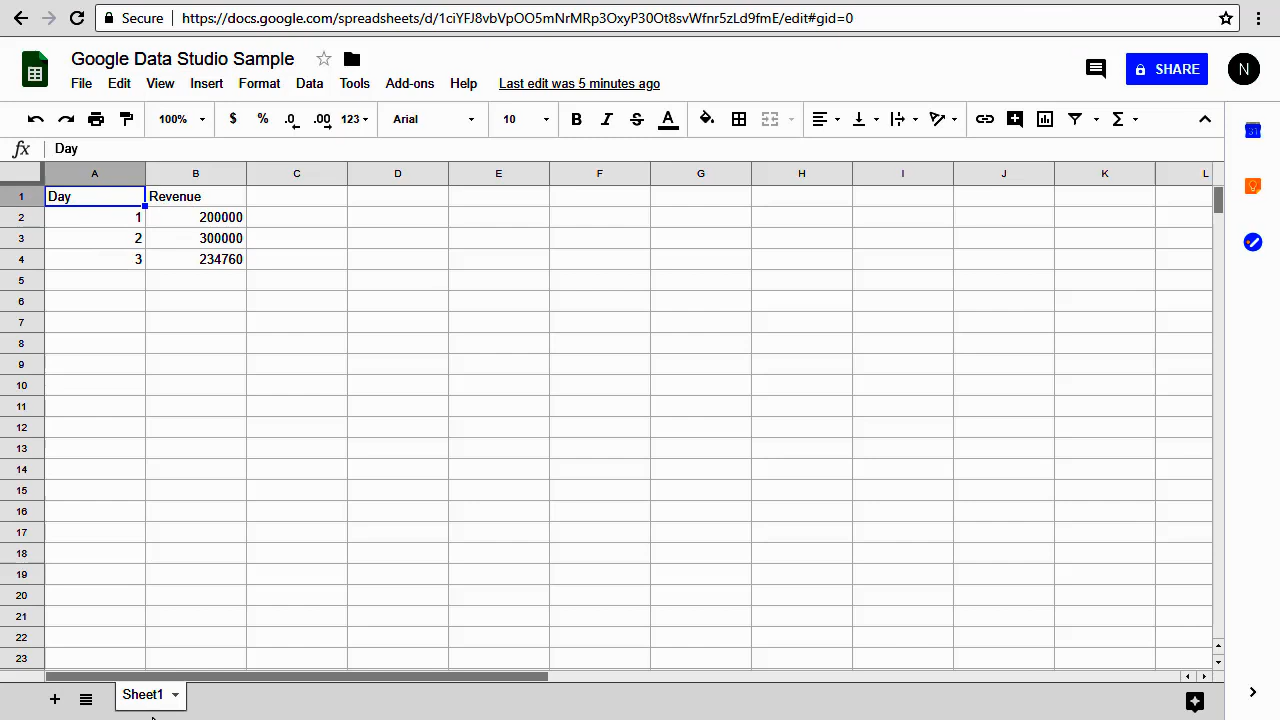 Secure https://docs.google.com/spreadsheets/d/1ciYFJ8vbVpOO5mNrMRp3OxyP30Ot8svWfnr5zLd9fmE/edit#gid=0
Google Data Studio Sample
File Edit View Insert Format Data Tools Add-ons Help Last edit was 5 minutes ago
SHARE
N
100% $ % .0 .00 123 Arial 10 B I S A Σ
31
fx Day
A B C D E F G H I J K L
1 Day Revenue
2 1 200000
3 2 300000
4 3 234760
5
6
7
8
9
10
11
12
13
14
15
16
17
18
19
20
21
22
23
+ Sheet1